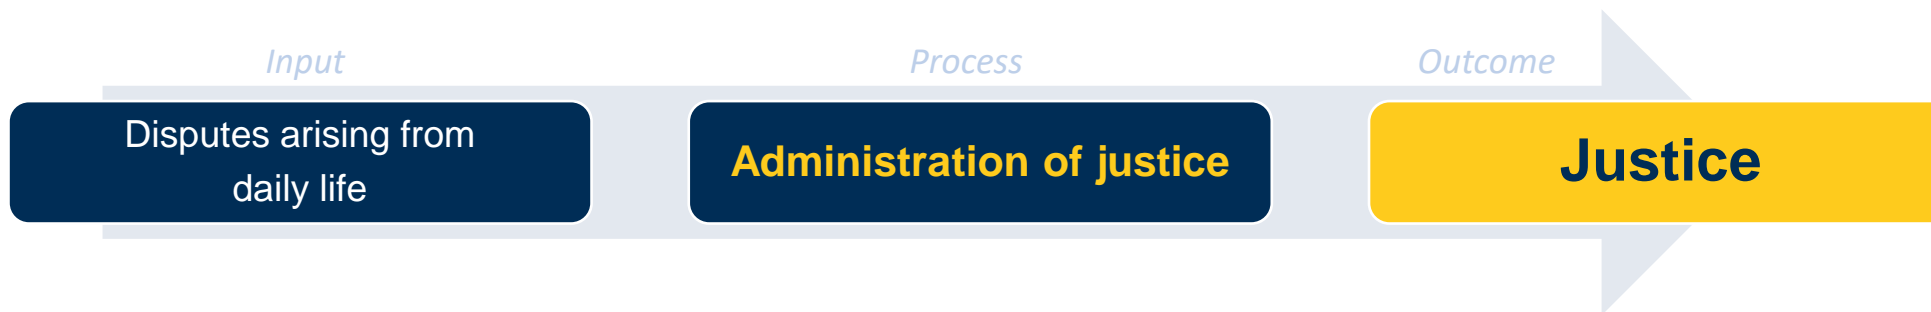 Input
Process
Outcome
Disputes arising from
daily life
Administration of justice
Justice